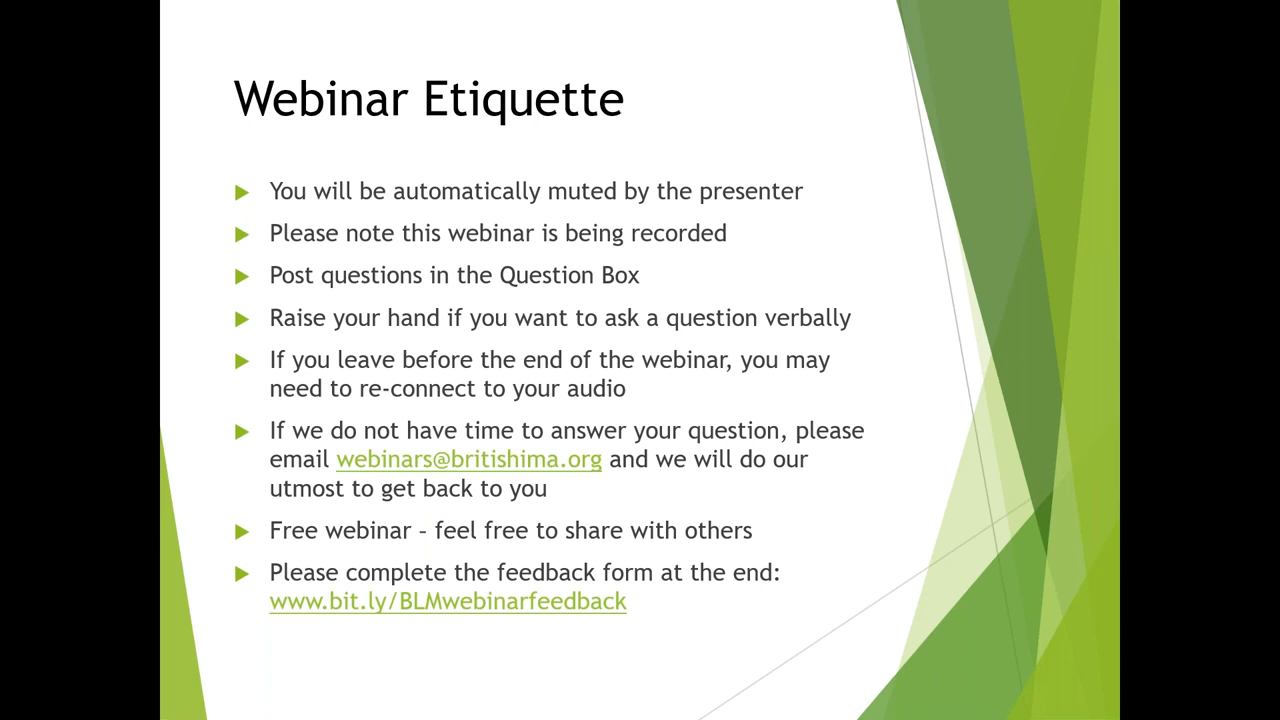 Webinar Etiquette
You will be automatically muted by the presenter
Please note this webinar is being recorded
Post questions in the Question Box
Raise your hand if you want to ask a question verbally
If you leave before the end of the webinar, you may
need to re-connect to your audio
If we do not have time to answer your question, please
email webinars@britishima.org and we will do our
utmost to get back to you
Free webinar – feel free to share with others
Please complete the feedback form at the end:
www.bit.ly/BLMwebinarfeedback